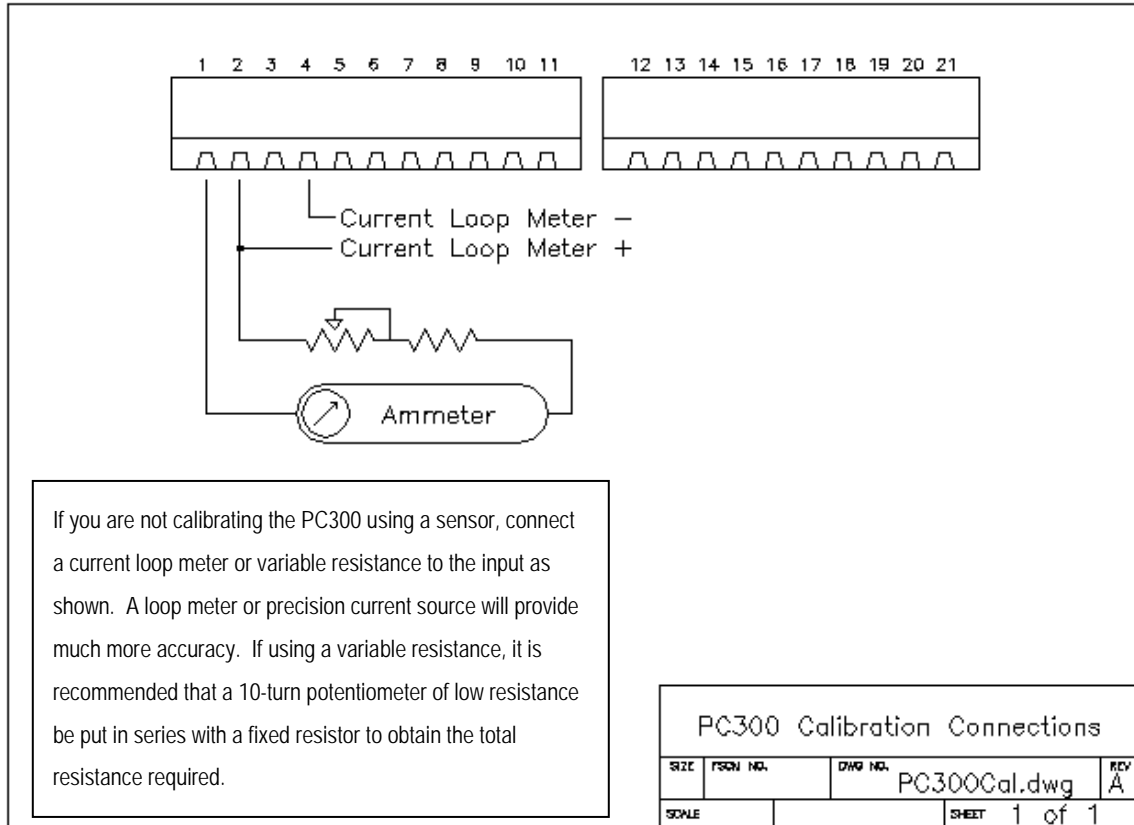 1 2 3 4 5 6 7 8 9 10 11 12 13 14 15 16 17 18 19 20 21
Current Loop Meter -
Current Loop Meter +
Ammeter
If you are not calibrating the PC300 using a sensor, connect
a current loop meter or variable resistance to the input as
shown. A loop meter or precision current source will provide
much more accuracy. If using a variable resistance, it is
recommended that a 10-turn potentiometer of low resistance
be put in series with a fixed resistor to obtain the total
resistance required.
PC300 Calibration Connections
SIZE FSCM NO. DWG NO. REV
PC300Cal.dwg A
SCALE SHEET 1 of 1